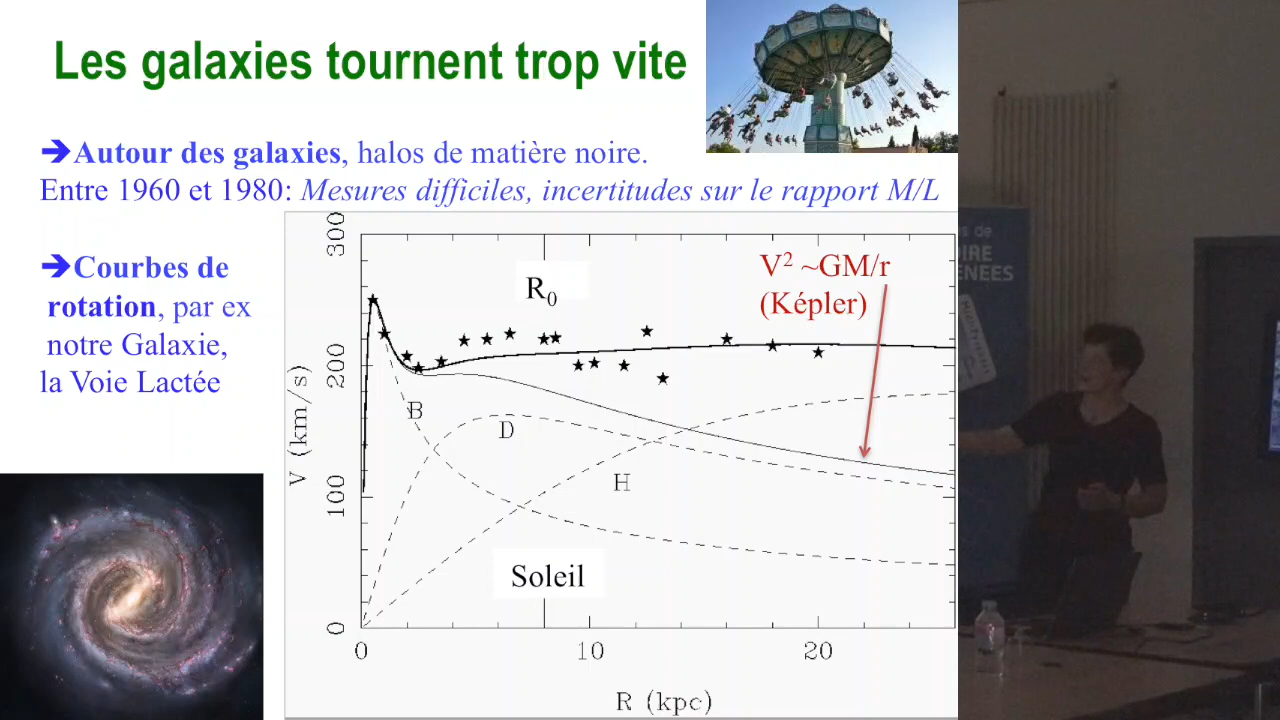 Les galaxies tournent trop vite
➔Autour des galaxies, halos de matière noire.
Entre 1960 et 1980: Mesures difficiles, incertitudes sur le rapport M/L
➔Courbes de
rotation, par ex
notre Galaxie,
la Voie Lactée
V (km/s)
300
200
100
0
R₀
V² ~GM/r
(Képler)
B
D
H
Soleil
0 10 20
R (kpc)